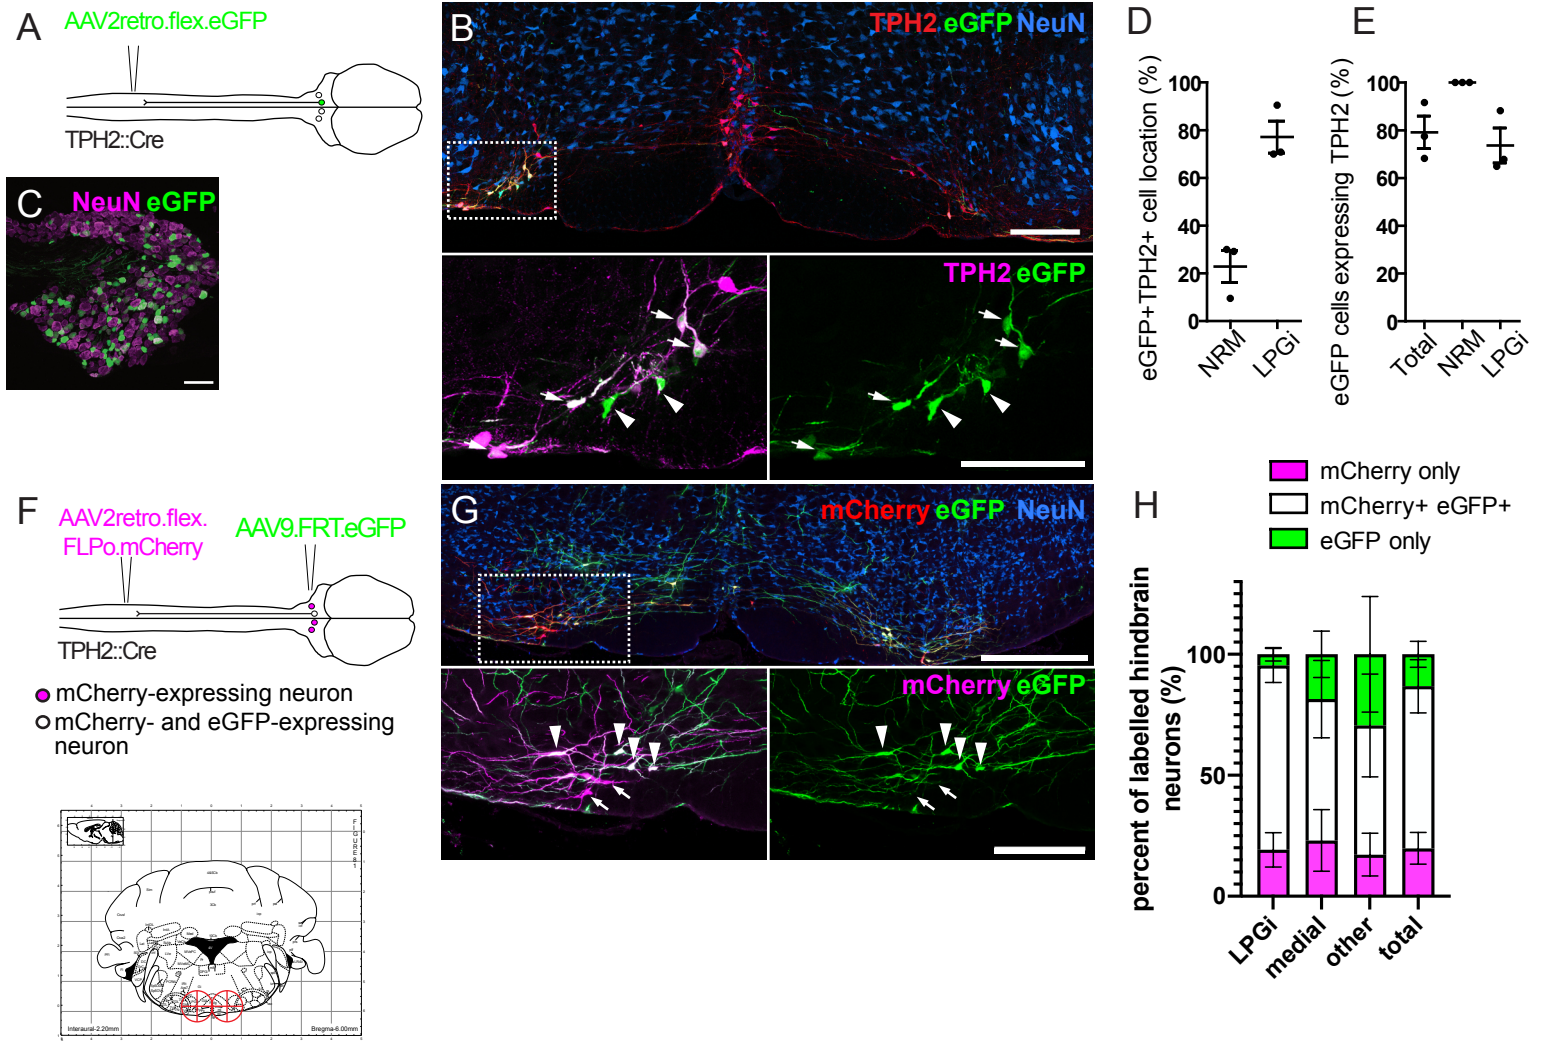 A
AAV2retro.flex.eGFP
TPH2::Cre
B
TPH2 eGFP NeuN
TPH2 eGFP
C
NeuN eGFP
D
eGFP+TPH2+ cell location (%)
100
80
60
40
20
0
NRM
LPGi
E
eGFP cells expressing TPH2 (%)
100
80
60
40
20
0
Total
NRM
LPGi
F
AAV2retro.flex.
FLPo.mCherry
AAV9.FRT.eGFP
TPH2::Cre
mCherry-expressing neuron
mCherry- and eGFP-expressing
neuron
Interaural-2.20mm
Bregma-6.00mm
G
mCherry eGFP NeuN
mCherry eGFP
H
mCherry only
mCherry+ eGFP+
eGFP only
percent of labelled hindbrain
neurons (%)
100
50
0
LPGi
medial
other
total